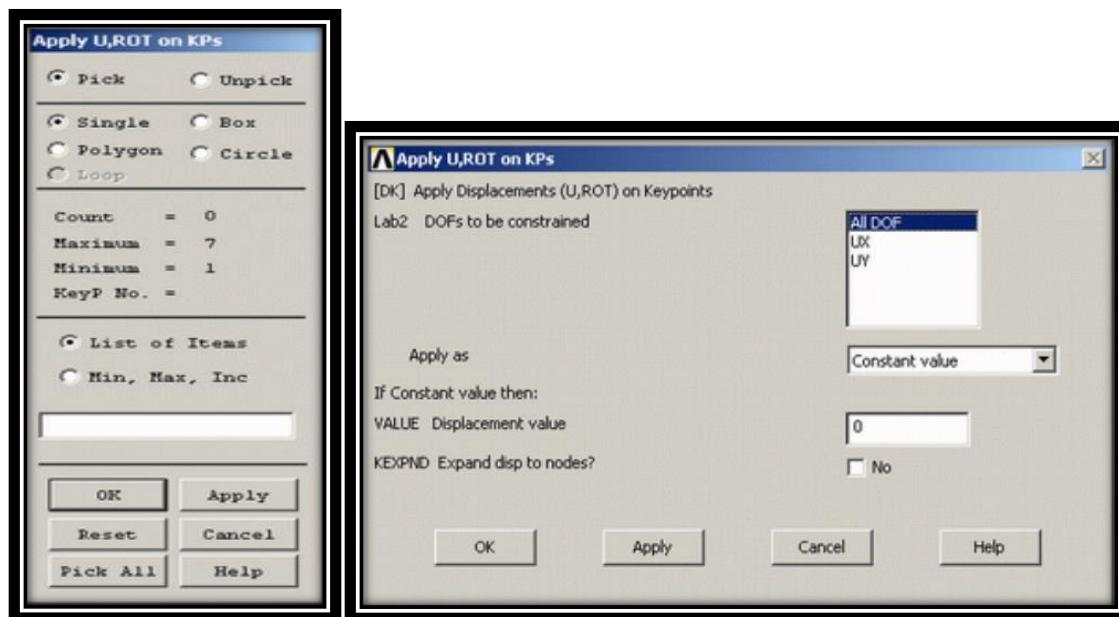 Apply U,ROT on KPs
Pick Unpick
Single Box
Polygon Circle
Loop
Count = 0
Maximum = 7
Minimum = 1
KeyP No. =
List of Items
Min, Max, Inc
OK Apply
Reset Cancel
Pick All Help
Apply U,ROT on KPs
[DK] Apply Displacements (U,ROT) on Keypoints
Lab2 DOFs to be constrained
All DOF
UX
UY
Apply as
Constant value
If Constant value then:
VALUE Displacement value
0
KEXPND Expand disp to nodes?
No
OK Apply Cancel Help